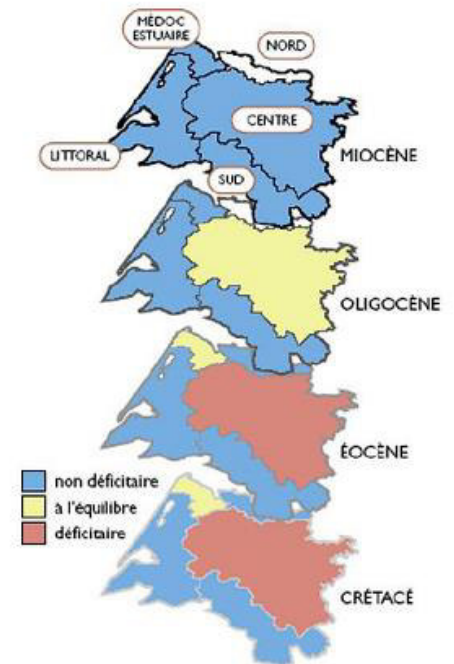 MÉDOC
ESTUAIRE
NORD
CENTRE
LITTORAL
MIOCÈNE
SUD
OLIGOCÈNE
ÉOCÈNE
non déficitaire
à l'équilibre
déficitaire
CRÉTACÉ